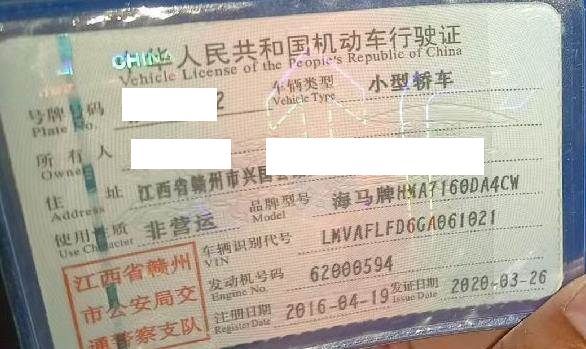 中华人民共和国机动车行驶证
CHINA
Vehicle License of the People's Republic of China
号牌号码 2 车辆类型 小型轿车
Plate No. Vehicle Type
所有人
Owner
住 址 江西省赣州市兴国
Address
使用性质 非营运 品牌型号 海马牌HMA7160DA4CW
Use Character Model
车辆识别代号 LMVAFLFD6GA061021
VIN
发动机号码 62000594
Engine No.
注册日期 2016-04-19 发证日期 2020-03-26
Register Date Issue Date
江西省赣州
市公安局交
通警察支队